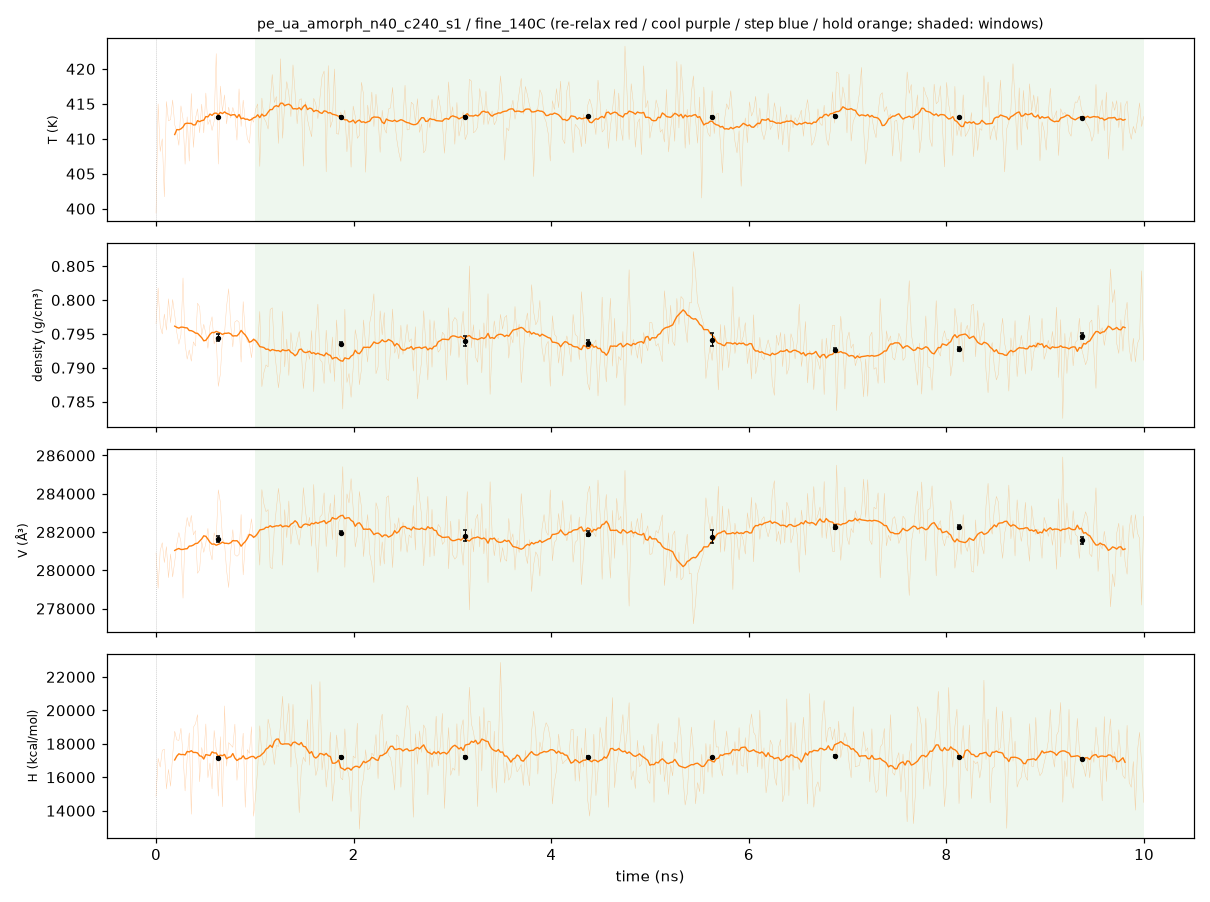 pe_ua_amorph_n40_c240_s1 / fine_140C (re-relax red / cool purple / step blue / hold orange; shaded: windows)
T (K)
420
415
410
405
400
density (g/cm³)
0.805
0.800
0.795
0.790
0.785
V (Å³)
286000
284000
282000
280000
278000
H (kcal/mol)
22000
20000
18000
16000
14000
0 2 4 6 8 10
time (ns)